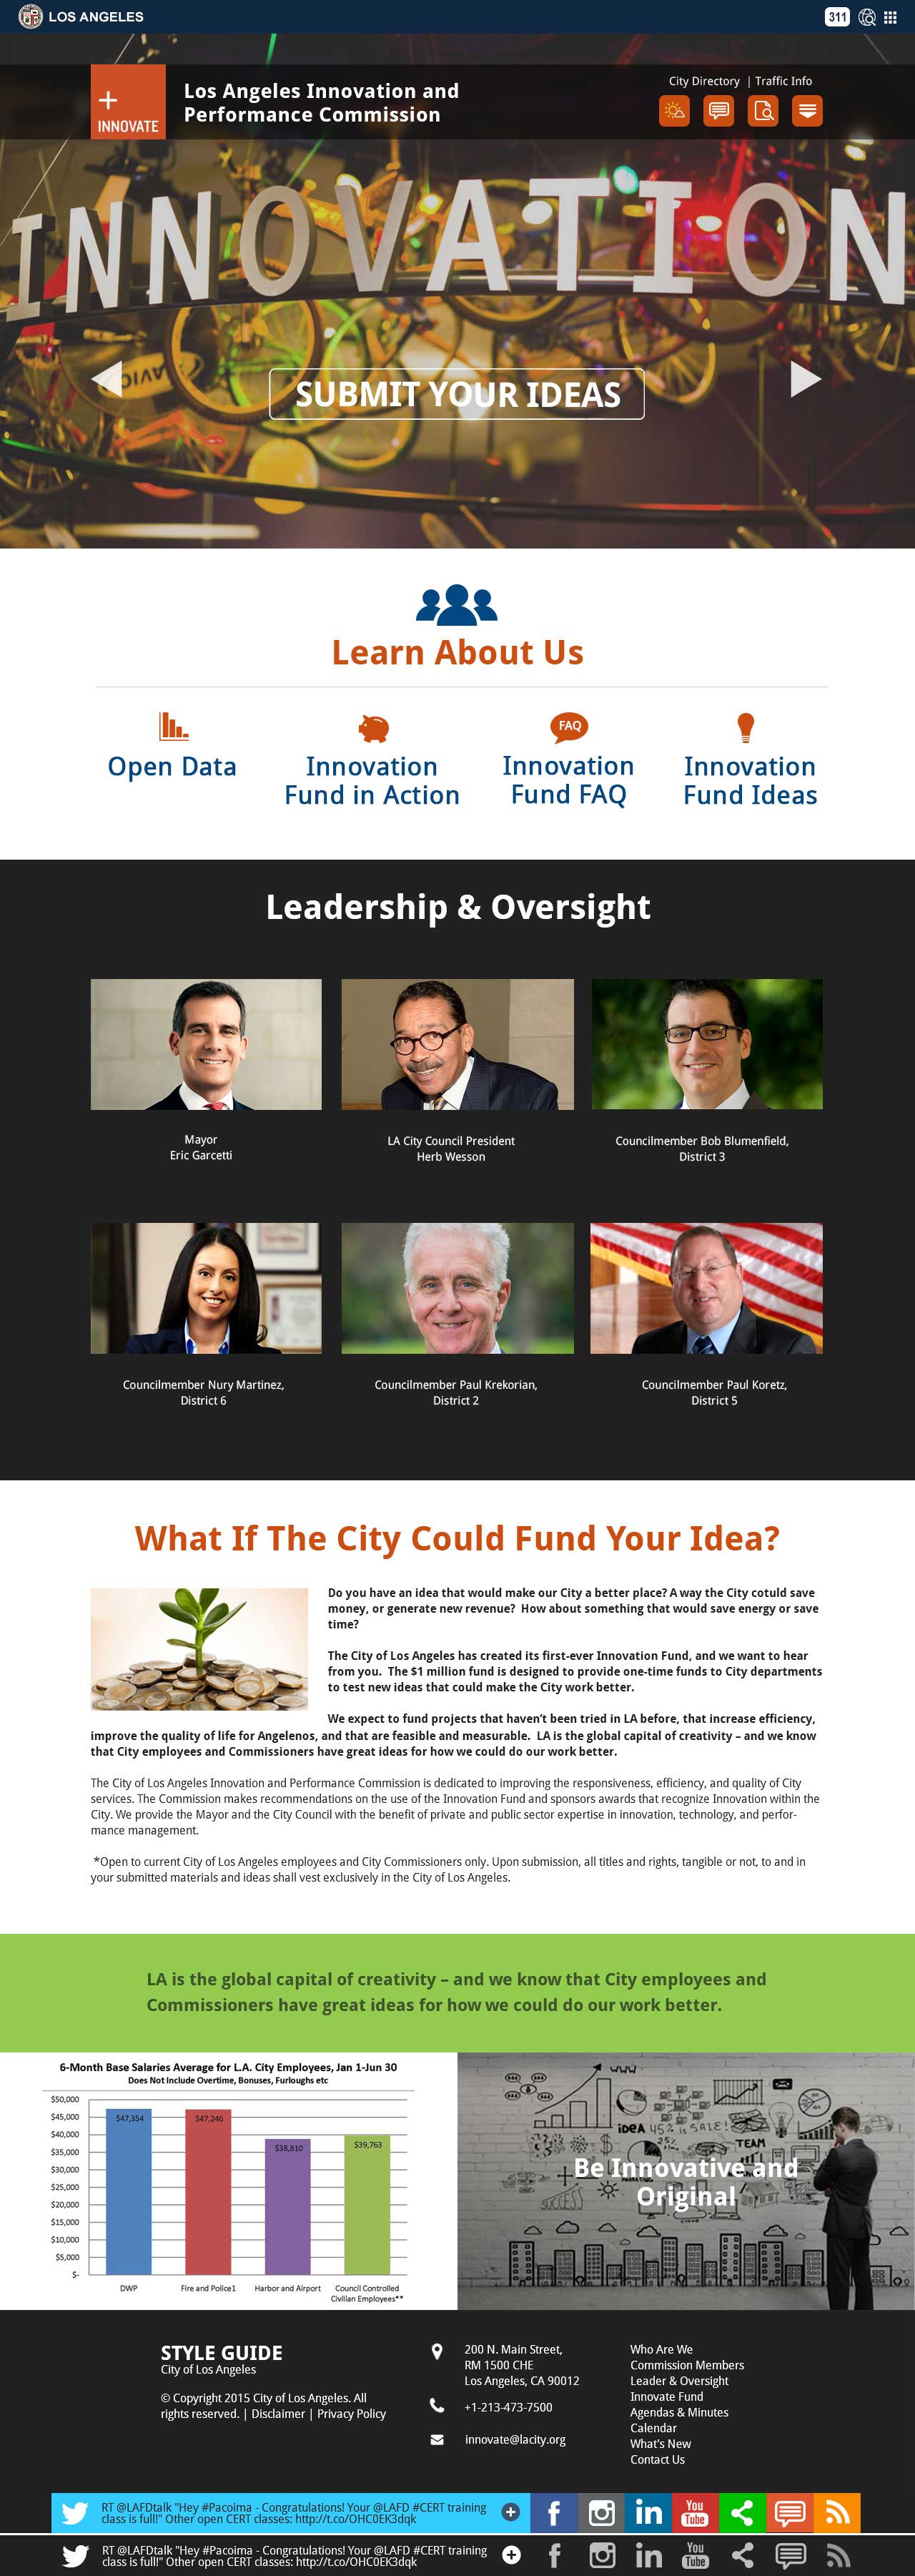 LOS ANGELES
311
+
INNOVATE
Los Angeles Innovation and
Performance Commission
City Directory | Traffic Info
INNOVATION
SUBMIT YOUR IDEAS
Learn About Us
Open Data
Innovation
Fund in Action
FAQ
Innovation
Fund FAQ
Innovation
Fund Ideas
Leadership & Oversight
Mayor
Eric Garcetti
LA City Council President
Herb Wesson
Councilmember Bob Blumenfield,
District 3
Councilmember Nury Martinez,
District 6
Councilmember Paul Krekorian,
District 2
Councilmember Paul Koretz,
District 5
What If The City Could Fund Your Idea?
Do you have an idea that would make our City a better place? A way the City cotuld save
money, or generate new revenue? How about something that would save energy or save
time?
The City of Los Angeles has created its first-ever Innovation Fund, and we want to hear
from you. The $1 million fund is designed to provide one-time funds to City departments
to test new ideas that could make the City work better.
We expect to fund projects that haven't been tried in LA before, that increase efficiency,
improve the quality of life for Angelenos, and that are feasible and measurable. LA is the global capital of creativity – and we know
that City employees and Commissioners have great ideas for how we could do our work better.
The City of Los Angeles Innovation and Performance Commission is dedicated to improving the responsiveness, efficiency, and quality of City
services. The Commission makes recommendations on the use of the Innovation Fund and sponsors awards that recognize Innovation within the
City. We provide the Mayor and the City Council with the benefit of private and public sector expertise in innovation, technology, and perfor-
mance management.
*Open to current City of Los Angeles employees and City Commissioners only. Upon submission, all titles and rights, tangible or not, to and in
your submitted materials and ideas shall vest exclusively in the City of Los Angeles.
LA is the global capital of creativity – and we know that City employees and
Commissioners have great ideas for how we could do our work better.
6-Month Base Salaries Average for L.A. City Employees, Jan 1-Jun 30
Does Not Include Overtime, Bonuses, Furloughs etc
$50,000
$45,000
$40,000
$35,000
$30,000
$25,000
$20,000
$15,000
$10,000
$5,000
$-
$47,354
$47,246
$38,810
$39,763
DWP
Fire and Police1
Harbor and Airport
Council Controlled
Civilian Employees**
IDEA
45% IS SALE!
25%
TEAM
Be Innovative and
Original
STYLE GUIDE
City of Los Angeles
© Copyright 2015 City of Los Angeles. All
rights reserved. | Disclaimer | Privacy Policy
200 N. Main Street,
RM 1500 CHE
Los Angeles, CA 90012
+1-213-473-7500
innovate@lacity.org
Who Are We
Commission Members
Leader & Oversight
Innovate Fund
Agendas & Minutes
Calendar
What's New
Contact Us
RT @LAFDtalk "Hey #Pacoima - Congratulations! Your @LAFD #CERT training
class is full!" Other open CERT classes: http://t.co/OHC0EK3dqk
f
in
You
Tube
RT @LAFDtalk "Hey #Pacoima - Congratulations! Your @LAFD #CERT training
class is full!" Other open CERT classes: http://t.co/OHC0EK3dqk
f
in
You
Tube